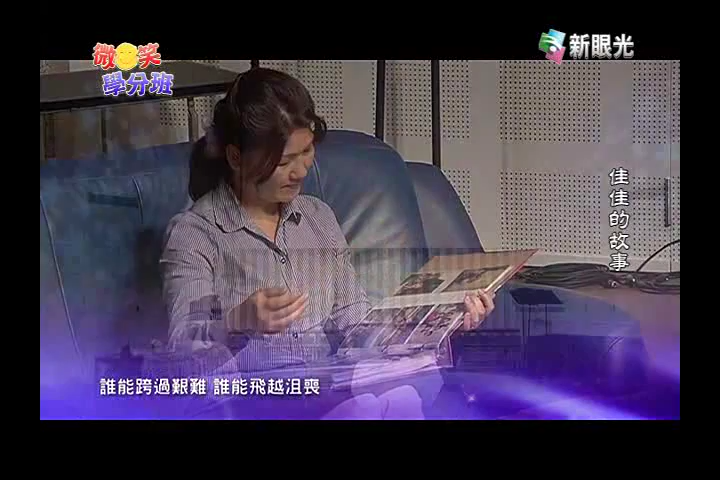 微笑
學分班
新眼光
佳佳的故事
誰能跨過艱難 誰能飛越沮喪